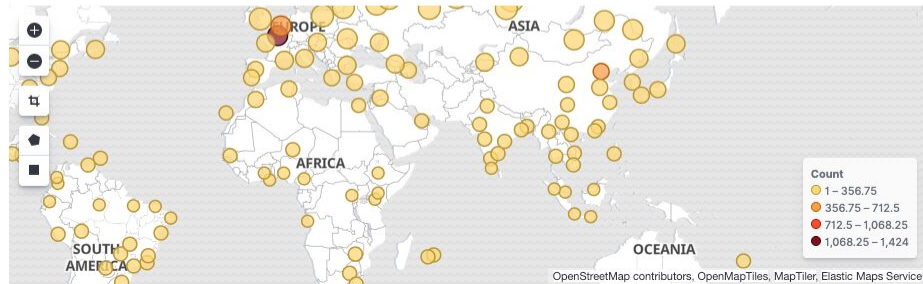 EUROPE
ASIA
AFRICA
SOUTH
AMERICA
OCEANIA
Count
1 – 356.75
356.75 – 712.5
712.5 – 1,068.25
1,068.25 – 1,424
OpenStreetMap contributors, OpenMapTiles, MapTiler, Elastic Maps Service